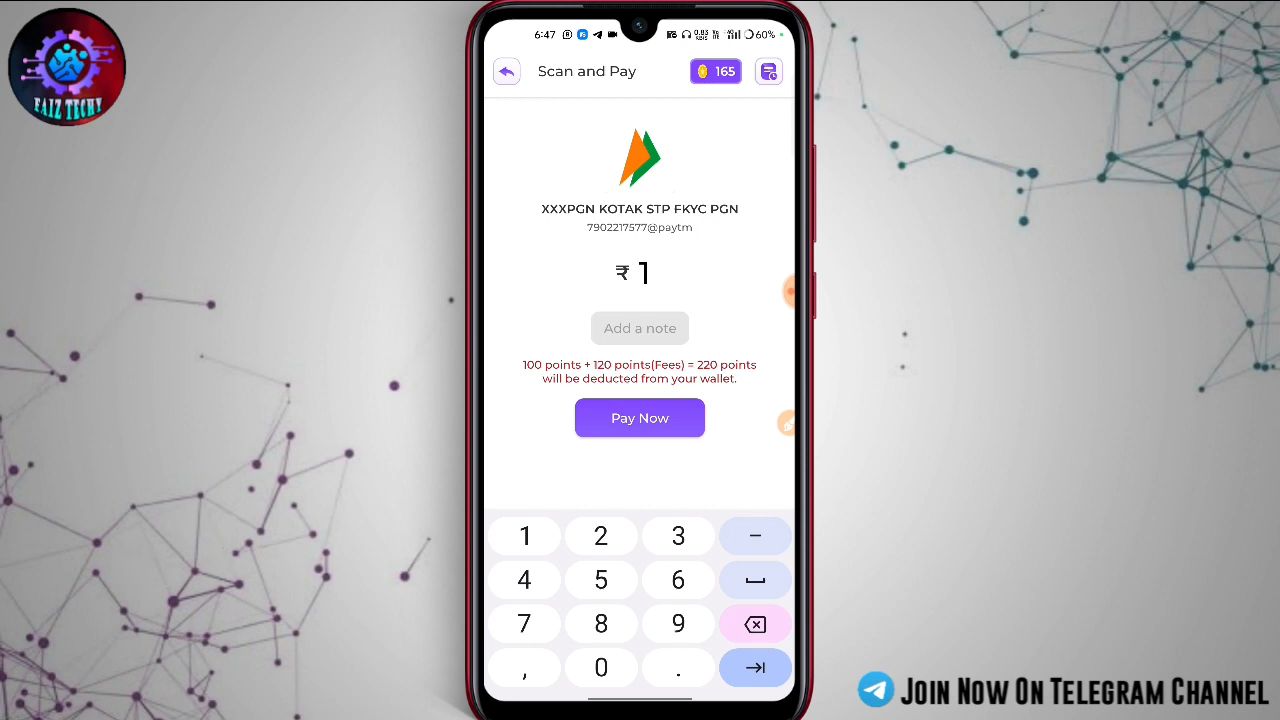 FAIZ TECHY
6:47
60%
Scan and Pay
165
XXXPGN KOTAK STP FKYC PGN
7902217577@paytm
₹ 1
Add a note
100 points + 120 points(Fees) = 220 points
will be deducted from your wallet.
Pay Now
1 2 3 -
4 5 6
7 8 9
, 0 .
Join Now On Telegram Channel